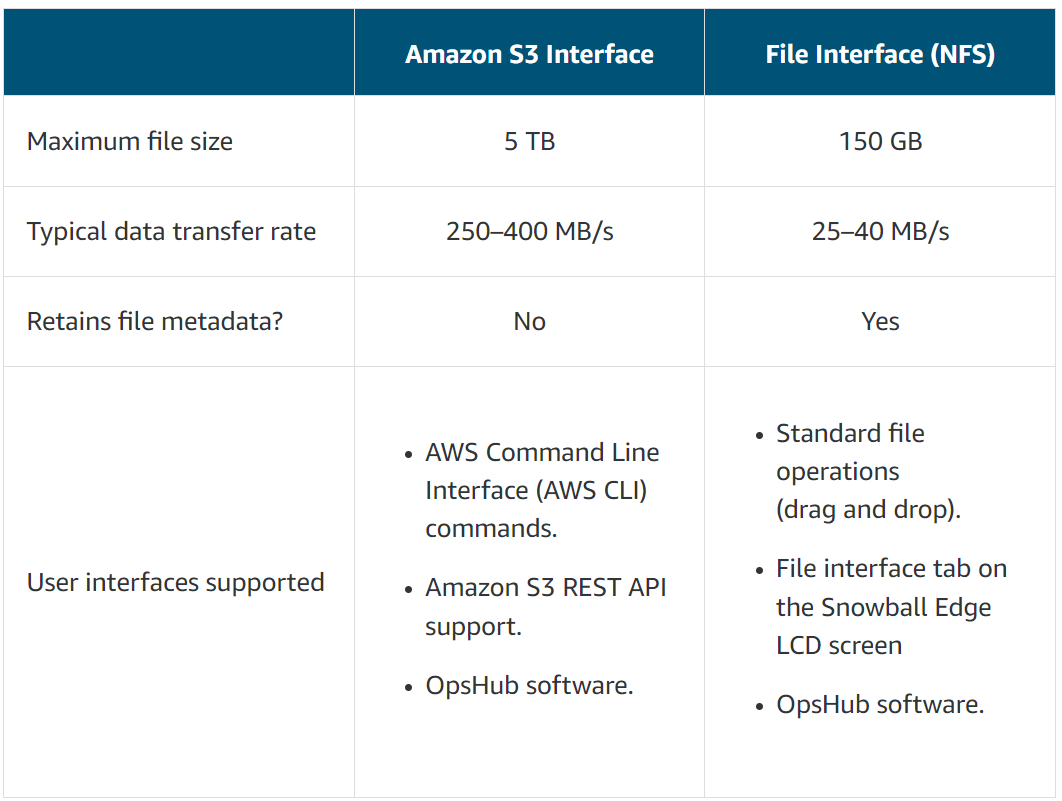 Amazon S3 Interface File Interface (NFS)
Maximum file size 5 TB 150 GB
Typical data transfer rate 250–400 MB/s 25–40 MB/s
Retains file metadata? No Yes
User interfaces supported
• AWS Command Line
Interface (AWS CLI)
commands.
• Amazon S3 REST API
support.
• OpsHub software.
• Standard file
operations
(drag and drop).
• File interface tab on
the Snowball Edge
LCD screen
• OpsHub software.